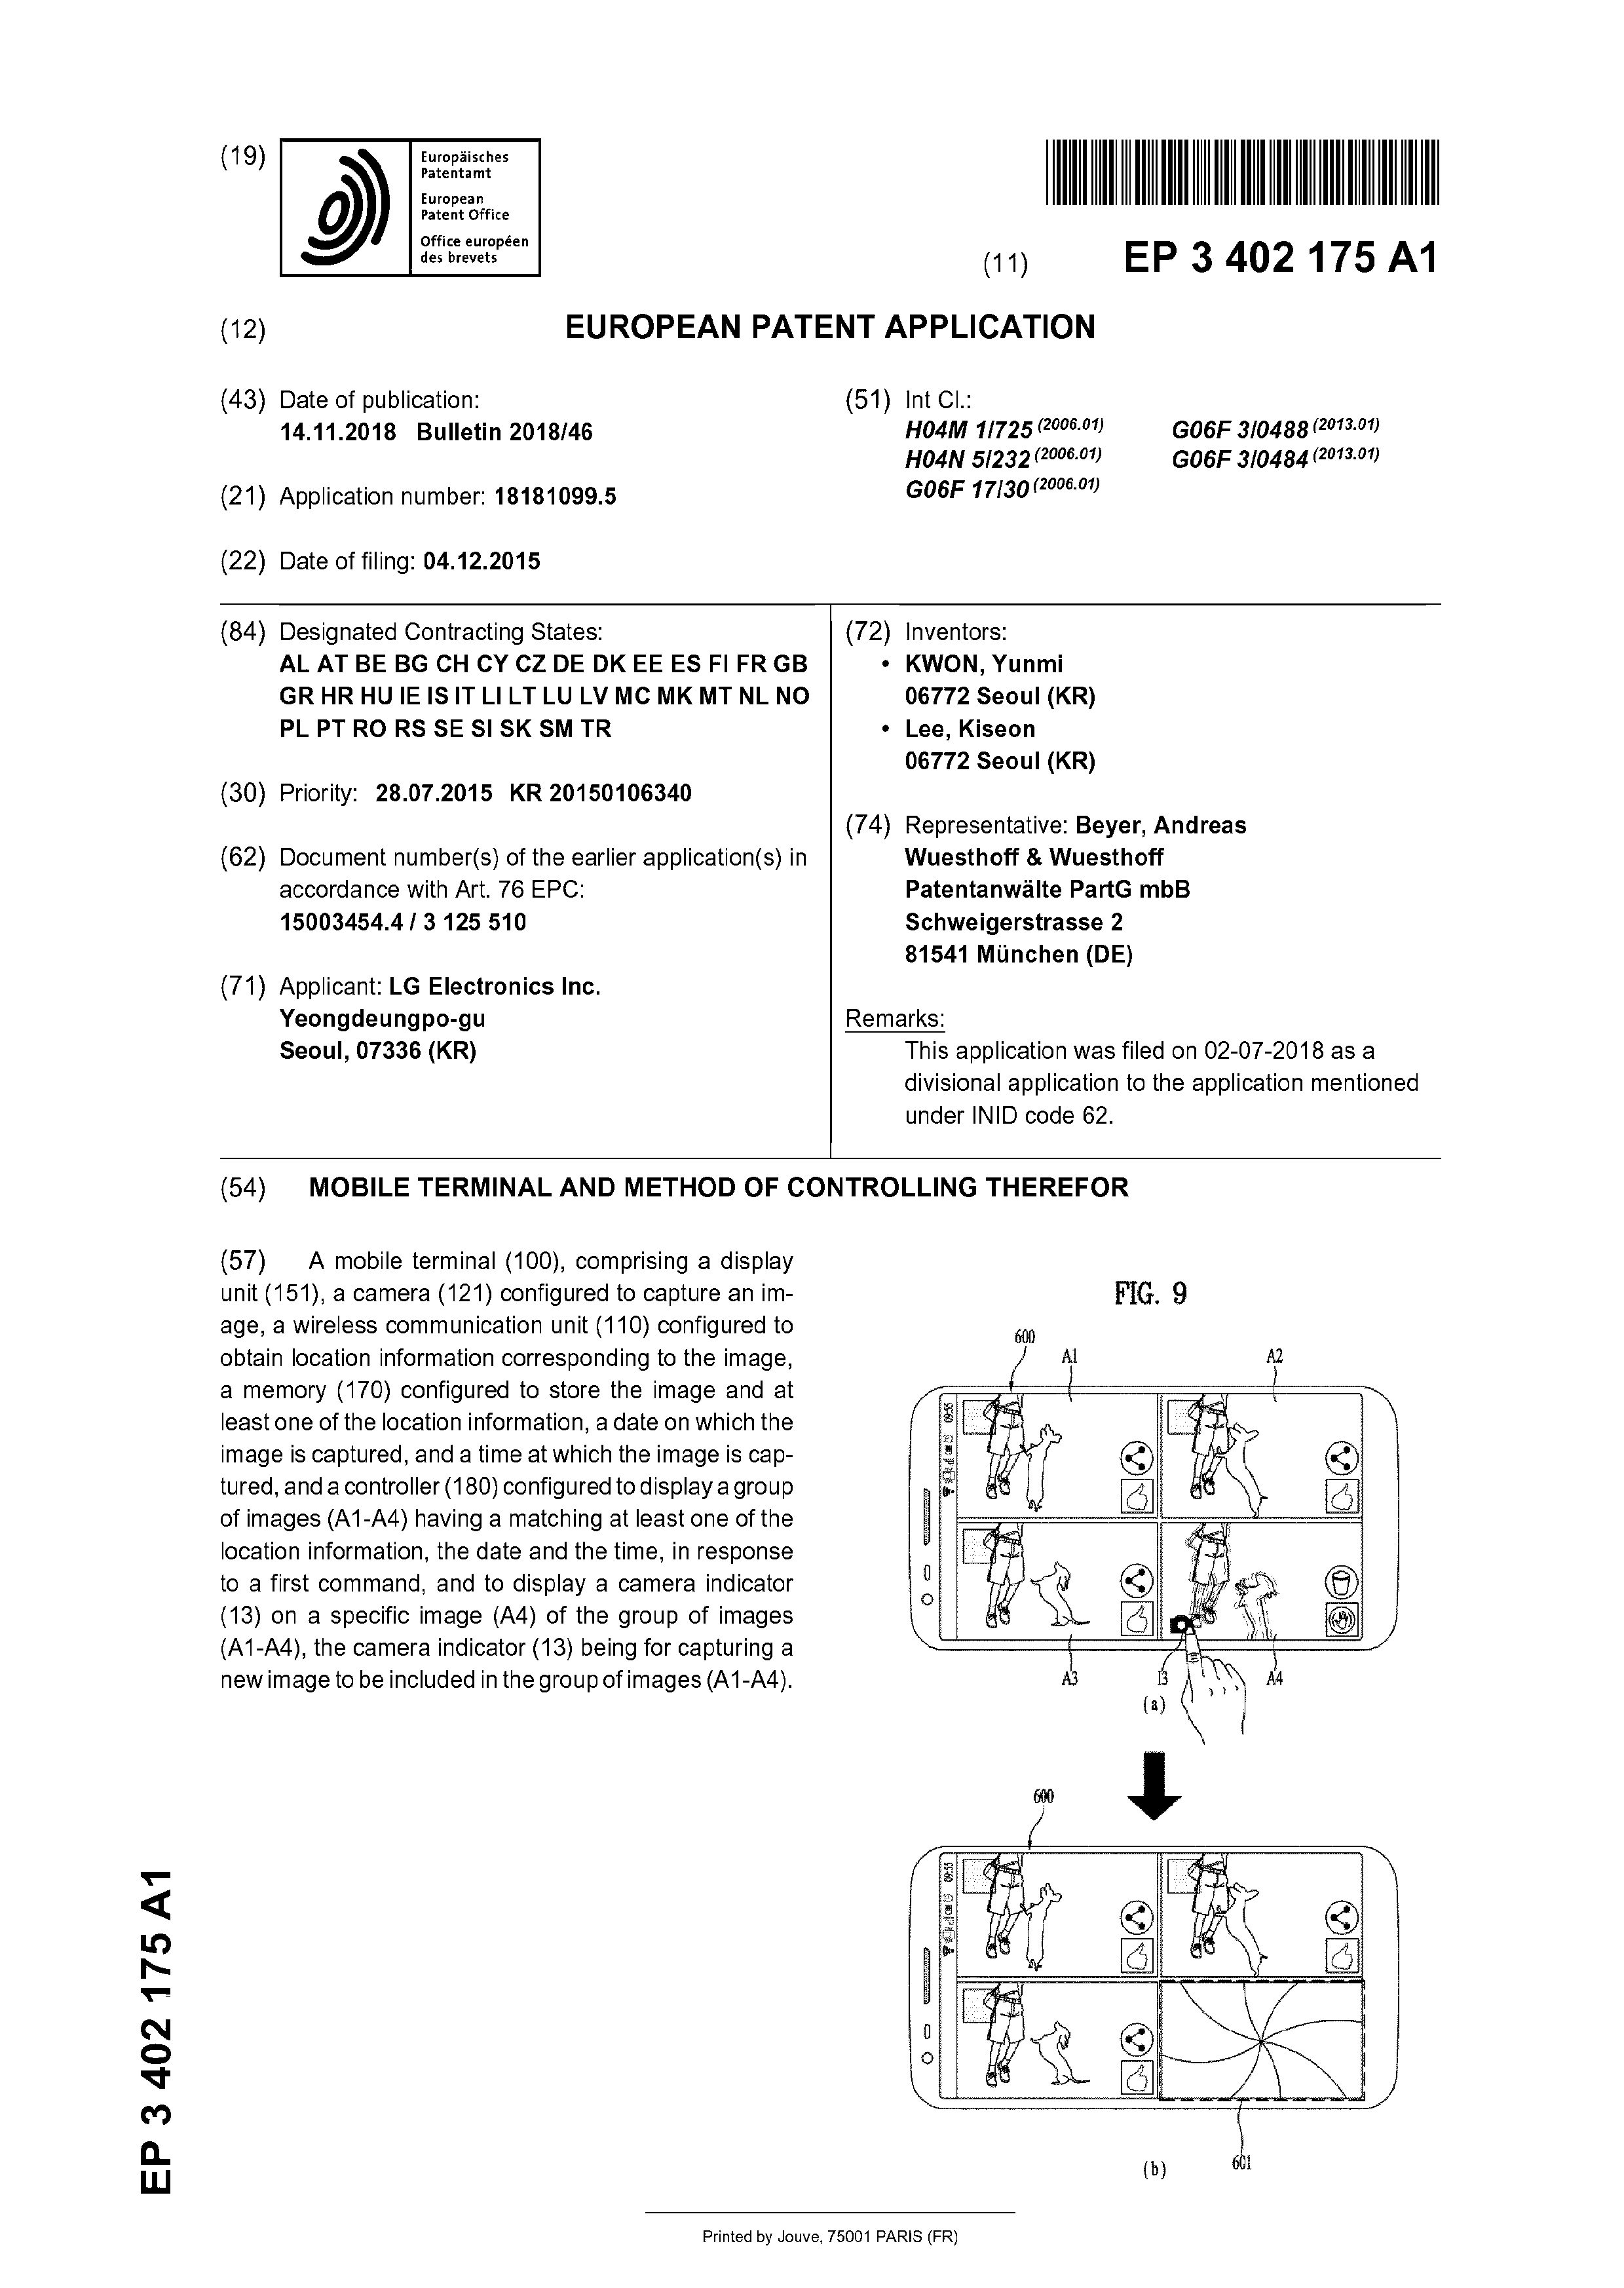 (19)
Europäisches
Patentamt
European
Patent Office
Office européen
des brevets
(11) EP 3 402 175 A1
(12) EUROPEAN PATENT APPLICATION
(43) Date of publication:
14.11.2018 Bulletin 2018/46
(21) Application number: 18181099.5
(22) Date of filing: 04.12.2015
(51) Int Cl.:
H04M 1/725 (2006.01) G06F 3/0488 (2013.01)
H04N 5/232 (2006.01) G06F 3/0484 (2013.01)
G06F 17/30 (2006.01)
(84) Designated Contracting States:
AL AT BE BG CH CY CZ DE DK EE ES FI FR GB
GR HR HU IE IS IT LI LT LU LV MC MK MT NL NO
PL PT RO RS SE SI SK SM TR
(30) Priority: 28.07.2015 KR 20150106340
(62) Document number(s) of the earlier application(s) in
accordance with Art. 76 EPC:
15003454.4 / 3 125 510
(71) Applicant: LG Electronics Inc.
Yeongdeungpo-gu
Seoul, 07336 (KR)
(72) Inventors:
• KWON, Yunmi
06772 Seoul (KR)
• Lee, Kiseon
06772 Seoul (KR)
(74) Representative: Beyer, Andreas
Wuesthoff & Wuesthoff
Patentanwälte PartG mbB
Schweigerstrasse 2
81541 München (DE)
Remarks:
This application was filed on 02-07-2018 as a
divisional application to the application mentioned
under INID code 62.
(54) MOBILE TERMINAL AND METHOD OF CONTROLLING THEREFOR
(57) A mobile terminal (100), comprising a display
unit (151), a camera (121) configured to capture an im-
age, a wireless communication unit (110) configured to
obtain location information corresponding to the image,
a memory (170) configured to store the image and at
least one of the location information, a date on which the
image is captured, and a time at which the image is cap-
tured, and a controller (180) configured to display a group
of images (A1-A4) having a matching at least one of the
location information, the date and the time, in response
to a first command, and to display a camera indicator
(13) on a specific image (A4) of the group of images
(A1-A4), the camera indicator (13) being for capturing a
new image to be included in the group of images (A1-A4).
FIG. 9
600
A1
A2
09:55
A3
13
A4
(a)
600
09:55
(b)
601
EP 3 402 175 A1
Printed by Jouve, 75001 PARIS (FR)